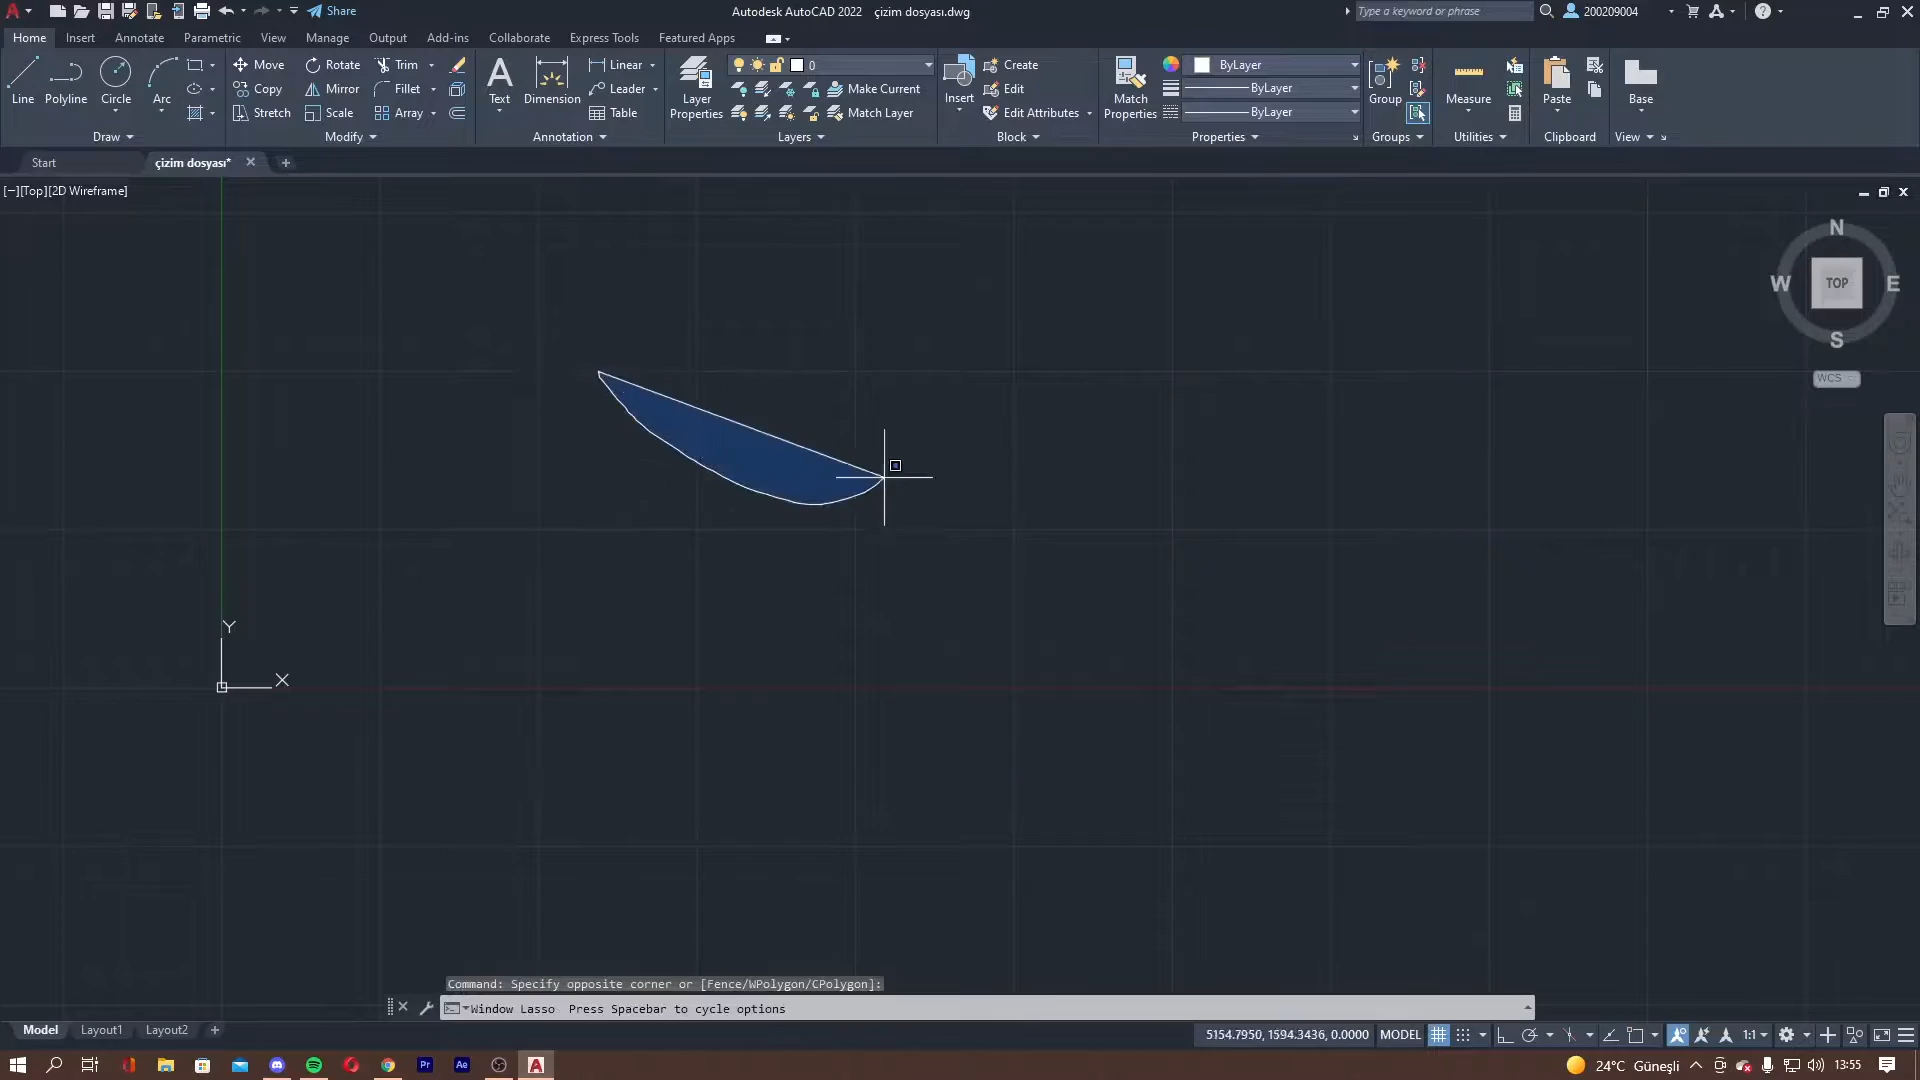 Share
Autodesk AutoCAD 2022 çizim dosyası.dwg
Type a keyword or phrase
200209004
Home Insert Annotate Parametric View Manage Output Add-ins Collaborate Express Tools Featured Apps
Line Polyline Circle Arc
Move Rotate Trim
Copy Mirror Fillet
Stretch Scale Array
Text Dimension
Linear
Leader
Table
Layer Properties
0
Make Current
Match Layer
Insert
Create
Edit
Edit Attributes
Match Properties
ByLayer
ByLayer
ByLayer
Group
Measure
Paste
Base
Draw Modify Annotation Layers Block Properties Groups Utilities Clipboard View
Start çizim dosyası*
[−][Top][2D Wireframe]
N
W TOP E
S
WCS
Y
X
Command: Specify opposite corner or [Fence/WPolygon/CPolygon]:
Window Lasso Press Spacebar to cycle options
Model Layout1 Layout2
5154.7950, 1594.3436, 0.0000 MODEL
1:1
Pr
Ae
A
24°C Güneşli
13:55